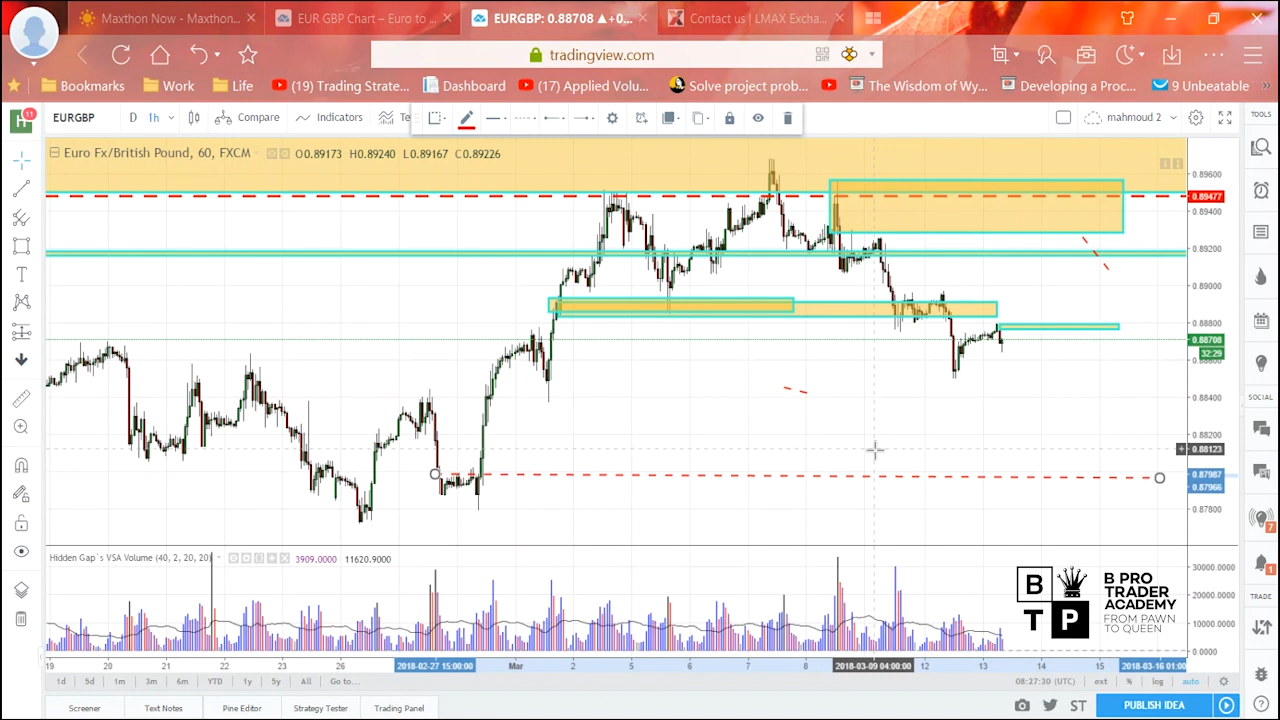 Maxthon Now - Maxthon...
EUR GBP Chart – Euro to ...
EURGBP: 0.88708 ▲+0...
Contact us | LMAX Excha...
tradingview.com
Bookmarks
Work
Life
(19) Trading Strate...
Dashboard
(17) Applied Volu...
Solve project prob...
The Wisdom of Wy...
Developing a Proc...
9 Unbeatable
11
EURGBP
D
1h
Compare
Indicators
Te
mahmoud 2
TOOLS
Euro Fx/British Pound, 60, FXCM
O0.89173 H0.89240 L0.89167 C0.89226
0.89600
0.89477
0.89400
0.89200
0.89000
0.88800
0.88708
32:29
0.88400
0.88200
0.88123
0.87987
0.87966
0.87800
SOCIAL
7
1
TRADE
Hidden Gap`s VSA Volume (40, 2, 20, 20)
3909.0000 11620.9000
30000.0000
20000.0000
10000.0000
0.0000
B
T
P
B PRO
TRADER
ACADEMY
FROM PAWN
TO QUEEN
19 20 21 22 23 26 2018-02-27 15:00:00 Mar 2 5 6 7 8 2018-03-09 04:00:00 12 13 14 15 2018-03-16 01:00
1d 5d 1m 3m 6m YTD 1y 5y All Go to...
08:27:30 (UTC) ext % log auto
Screener
Text Notes
Pine Editor
Strategy Tester
Trading Panel
ST
PUBLISH IDEA